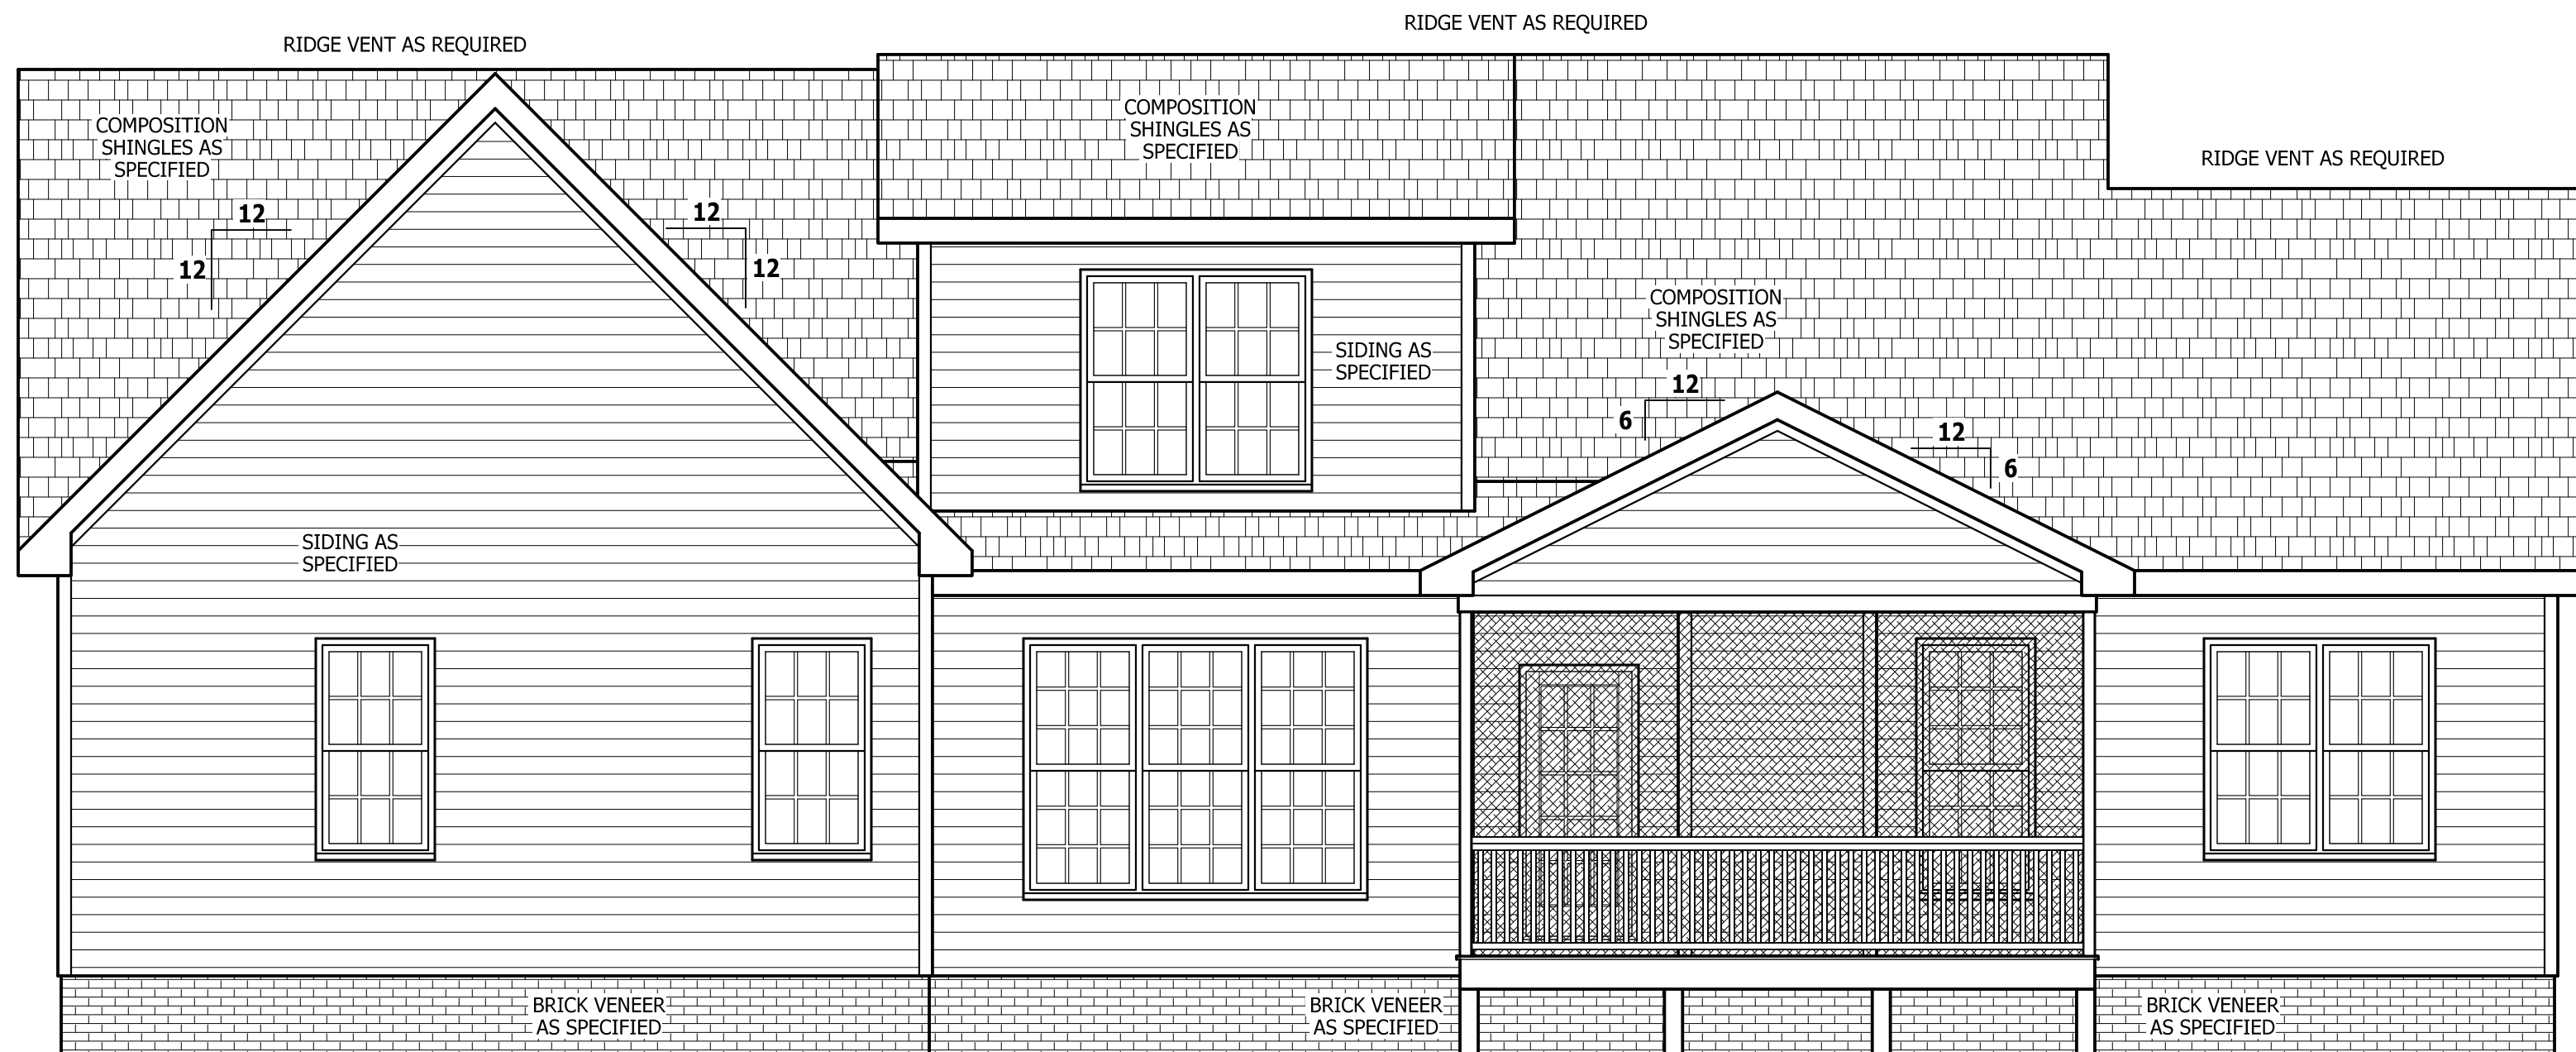 RIDGE VENT AS REQUIRED
RIDGE VENT AS REQUIRED
RIDGE VENT AS REQUIRED
COMPOSITION
SHINGLES AS
SPECIFIED
COMPOSITION
SHINGLES AS
SPECIFIED
12
12
12
12
COMPOSITION
SHINGLES AS
SPECIFIED
SIDING AS
SPECIFIED
12
6
12
6
SIDING AS
SPECIFIED
BRICK VENEER
AS SPECIFIED
BRICK VENEER
AS SPECIFIED
BRICK VENEER
AS SPECIFIED